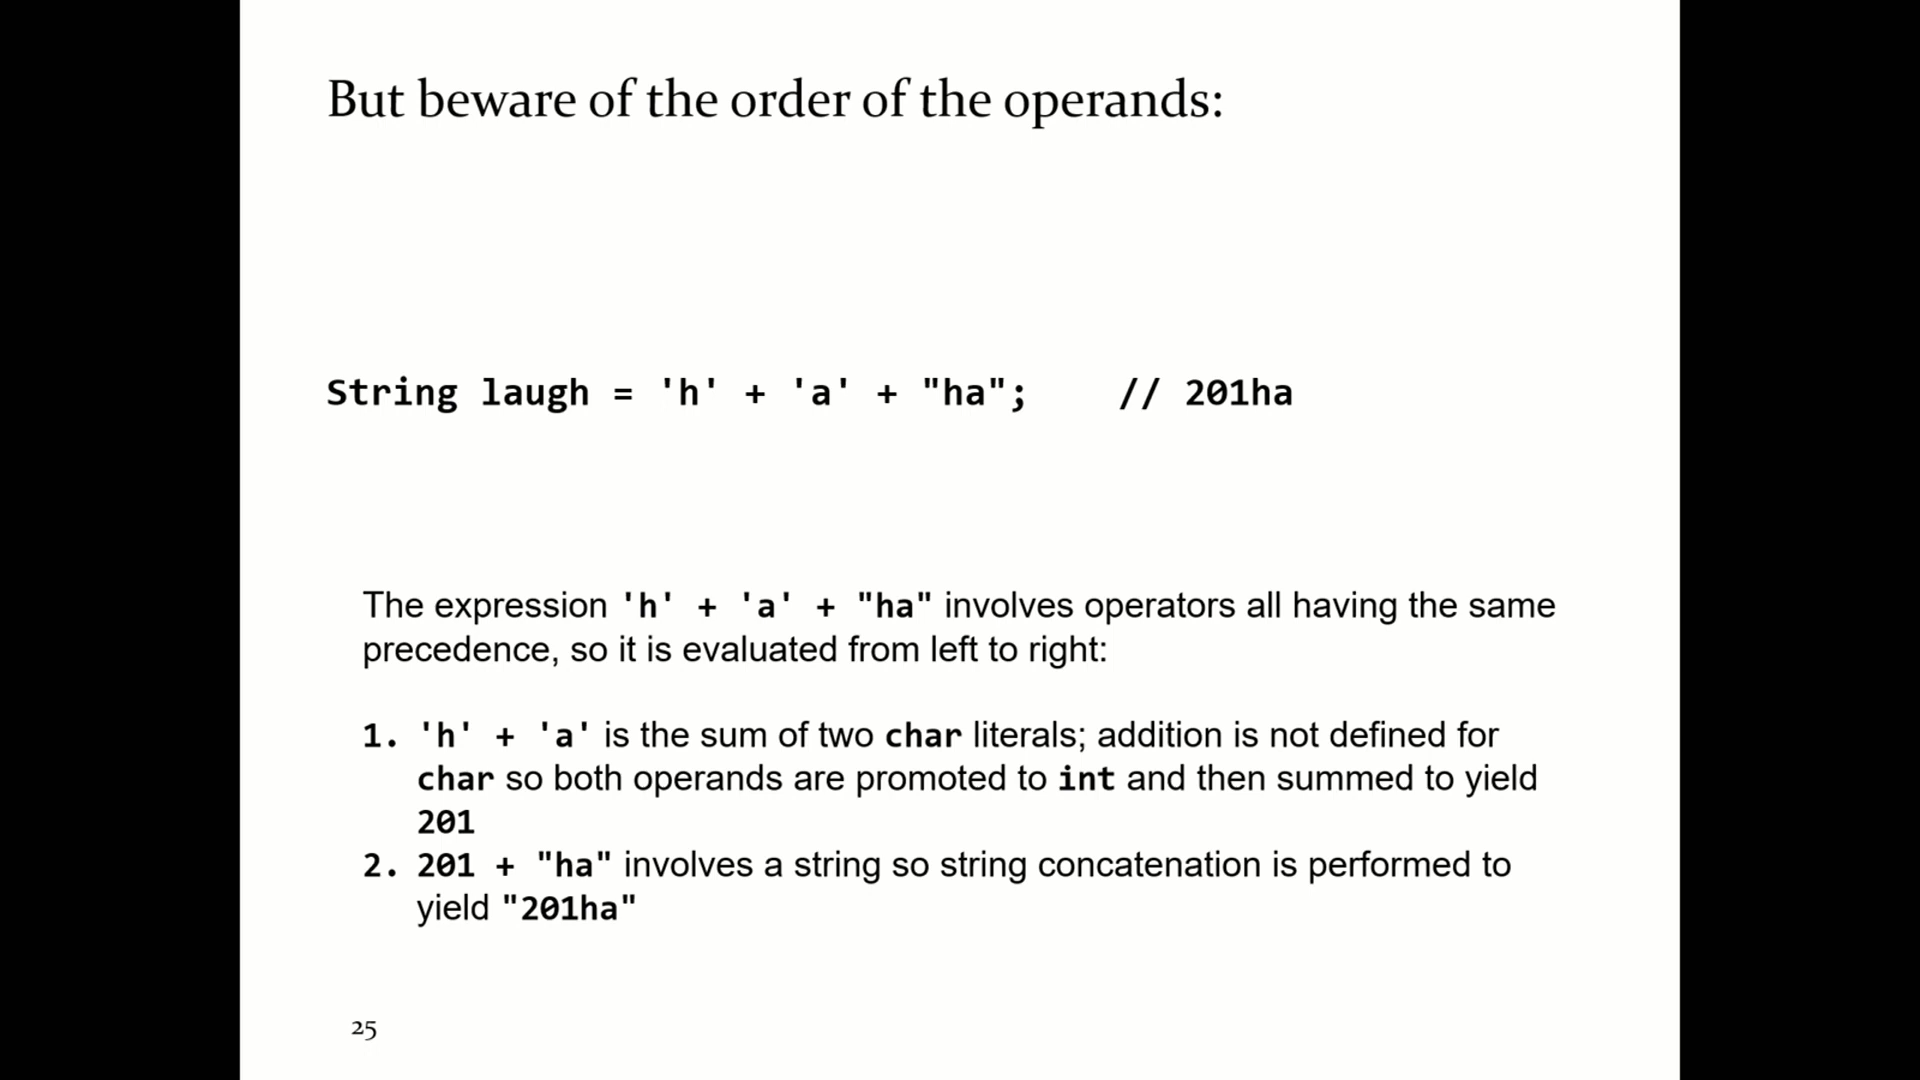 But beware of the order of the operands:
String laugh = 'h' + 'a' + "ha";    // 201ha
The expression 'h' + 'a' + "ha" involves operators all having the same
precedence, so it is evaluated from left to right:
1. 'h' + 'a' is the sum of two char literals; addition is not defined for
char so both operands are promoted to int and then summed to yield
201
2. 201 + "ha" involves a string so string concatenation is performed to
yield "201ha"
25